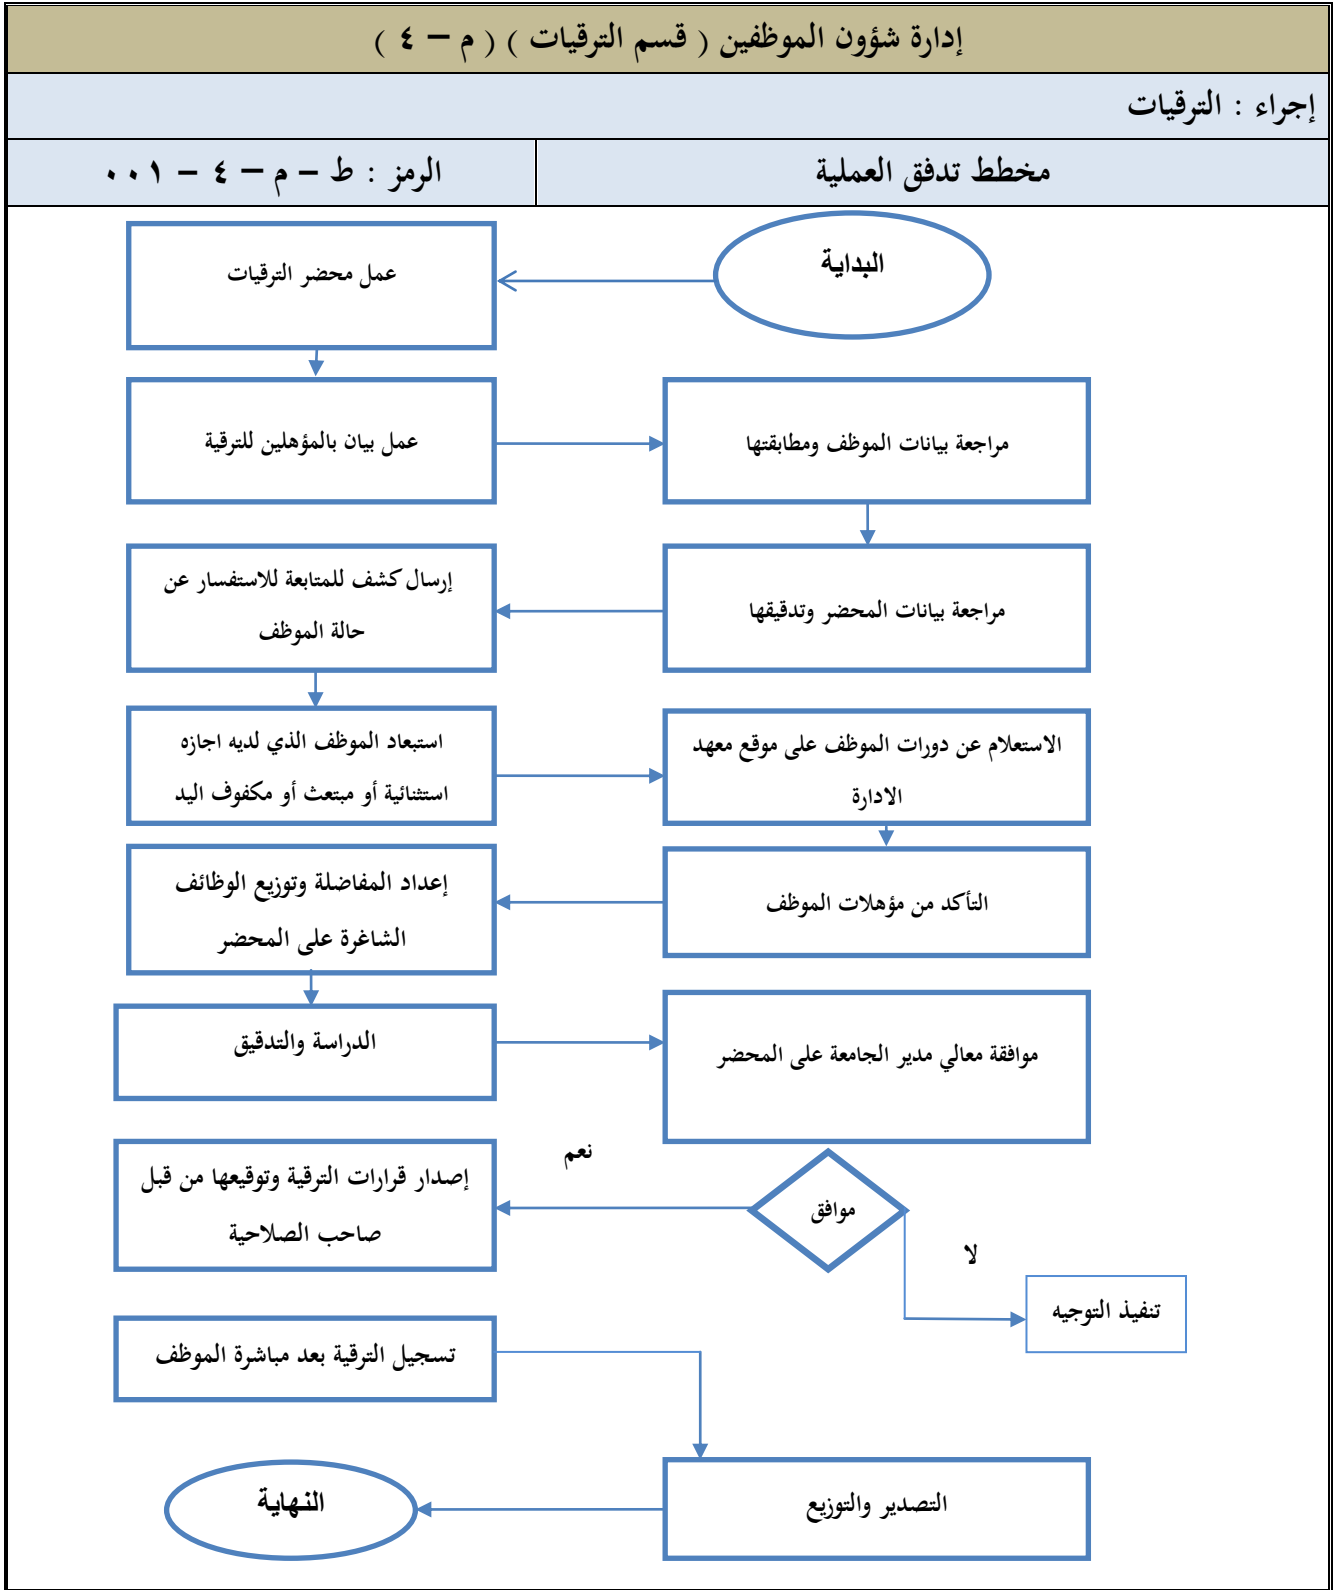 إدارة شؤون الموظفين ( قسم الترقيات ) ( م – ٤ )
إجراء : الترقيات
مخطط تدفق العملية
الرمز : ط – م – ٤ – ٠٠١
البداية
عمل محضر الترقيات
عمل بيان بالمؤهلين للترقية
مراجعة بيانات الموظف ومطابقتها
مراجعة بيانات المحضر وتدقيقها
إرسال كشف للمتابعة للاستفسار عن
حالة الموظف
استبعاد الموظف الذي لديه اجازه
استثنائية أو مبتعث أو مكفوف اليد
الاستعلام عن دورات الموظف على موقع معهد
الادارة
التأكد من مؤهلات الموظف
إعداد المفاضلة وتوزيع الوظائف
الشاغرة على المحضر
الدراسة والتدقيق
موافقة معالي مدير الجامعة على المحضر
موافق
نعم
لا
إصدار قرارات الترقية وتوقيعها من قبل
صاحب الصلاحية
تنفيذ التوجيه
تسجيل الترقية بعد مباشرة الموظف
التصدير والتوزيع
النهاية